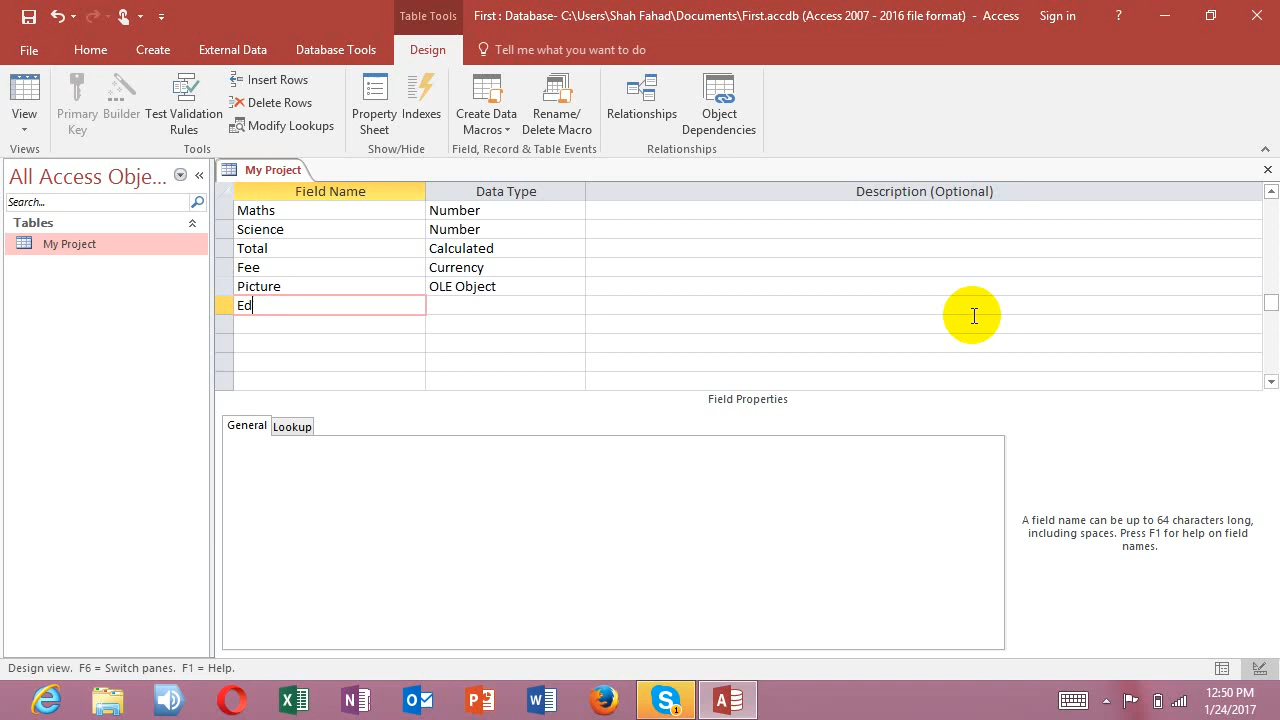 Table Tools
First : Database- C:\Users\Shah Fahad\Documents\First.accdb (Access 2007 - 2016 file format) - Access
Sign in
?
File
Home
Create
External Data
Database Tools
Design
Tell me what you want to do
View
Primary Key
Builder
Test Validation Rules
Insert Rows
Delete Rows
Modify Lookups
Property Sheet
Indexes
Create Data Macros
Rename/ Delete Macro
Relationships
Object Dependencies
Views
Tools
Show/Hide
Field, Record & Table Events
Relationships
All Access Obje...
Search...
Tables
My Project
My Project
Field Name Data Type Description (Optional)
Maths Number
Science Number
Total Calculated
Fee Currency
Picture OLE Object
Ed
Field Properties
General Lookup
A field name can be up to 64 characters long,
including spaces. Press F1 for help on field
names.
Design view. F6 = Switch panes. F1 = Help.
12:50 PM
1/24/2017